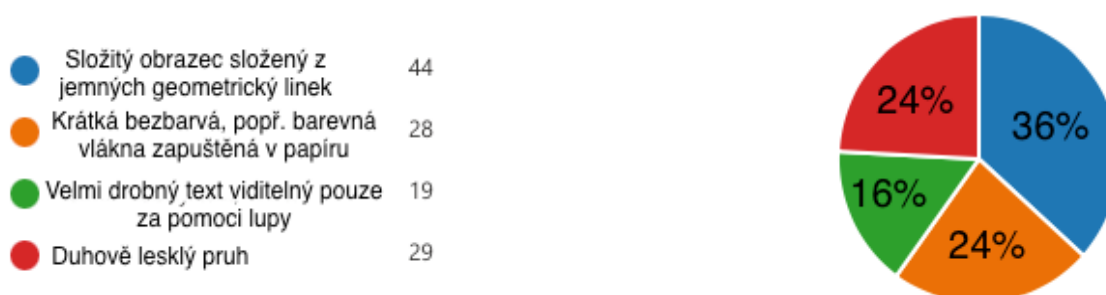 Složitý obrazec složený z
jemných geometrický linek
44
Krátká bezbarvá, popř. barevná
vlákna zapuštěná v papíru
28
Velmi drobný text viditelný pouze
za pomoci lupy
19
Duhově lesklý pruh
29
24%
36%
16%
24%